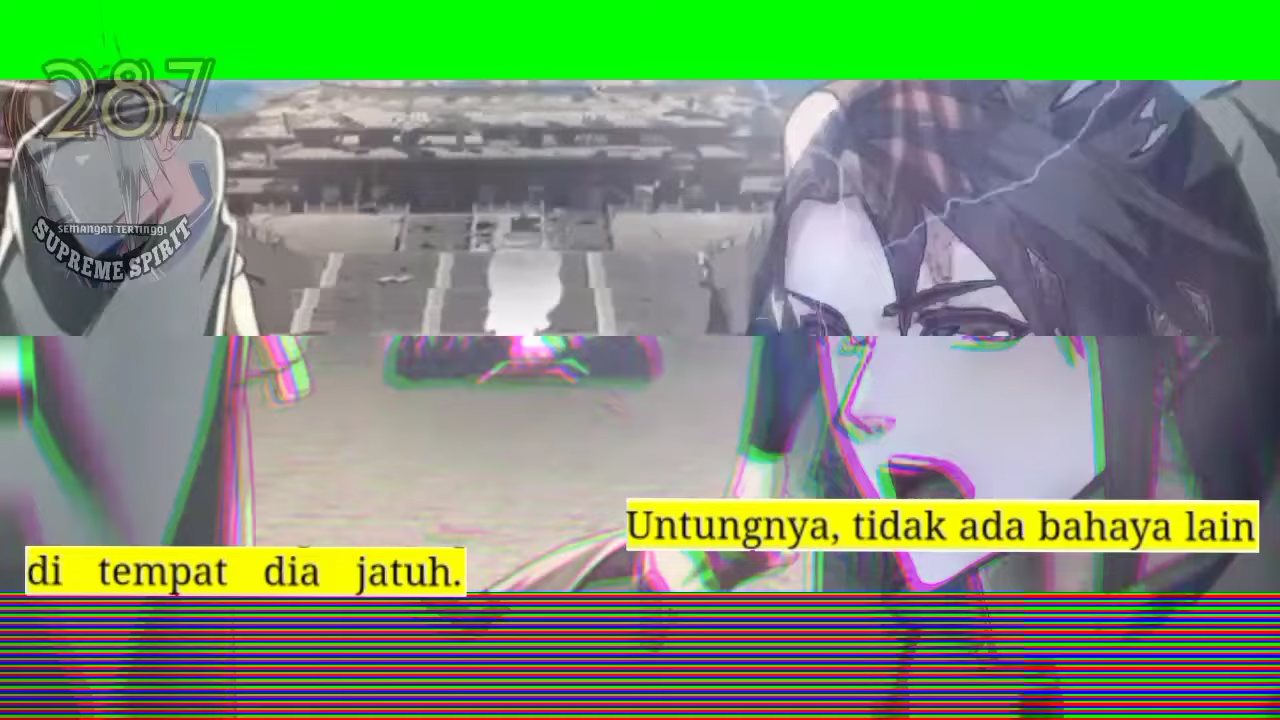 287
SEMANGAT TERTINGGI
SUPREME SPIRIT
Untungnya, tidak ada bahaya lain
di tempat dia jatuh.